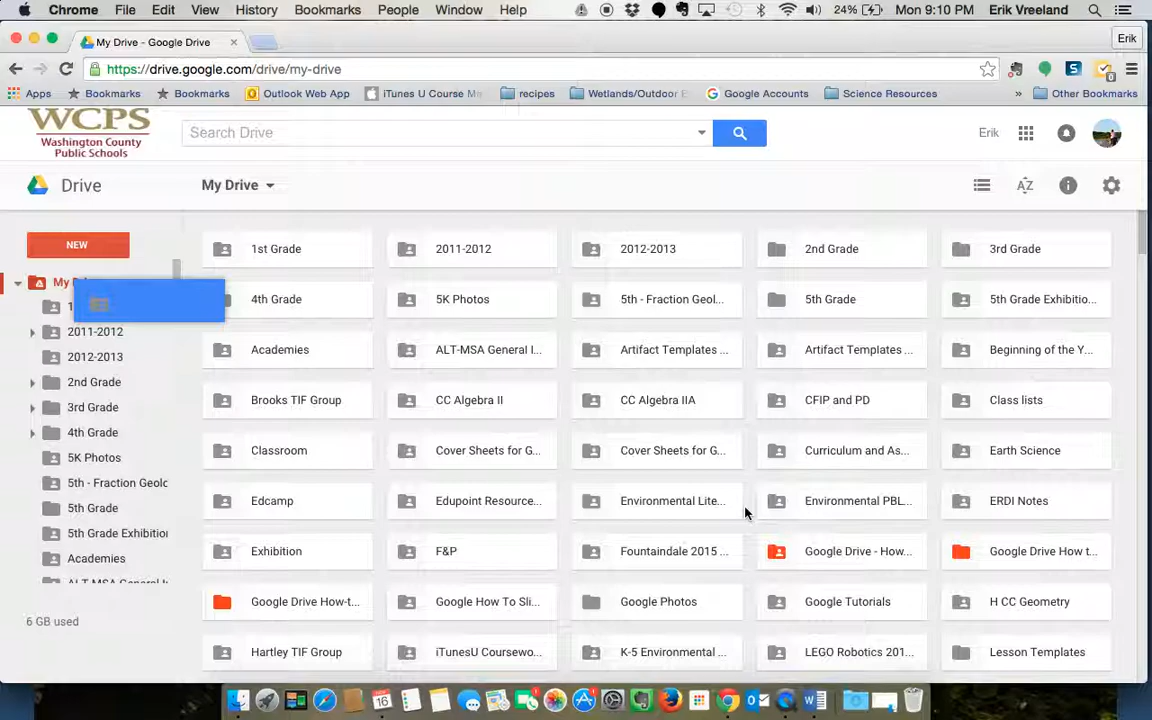 Chrome File Edit View History Bookmarks People Window Help 24% Mon 9:10 PM Erik Vreeland
My Drive - Google Drive Erik
https://drive.google.com/drive/my-drive
Apps Bookmarks Bookmarks Outlook Web App iTunes U Course Ma recipes Wetlands/Outdoor E Google Accounts Science Resources » Other Bookmarks
WCPS
Washington County
Public Schools
Search Drive Erik
Drive My Drive
NEW
My
1
2011-2012
2012-2013
2nd Grade
3rd Grade
4th Grade
5K Photos
5th - Fraction Geolo
5th Grade
5th Grade Exhibition
Academies
ALT-MSA General I
6 GB used
1st Grade 2011-2012 2012-2013 2nd Grade 3rd Grade
4th Grade 5K Photos 5th - Fraction Geol... 5th Grade 5th Grade Exhibitio...
Academies ALT-MSA General I... Artifact Templates ... Artifact Templates ... Beginning of the Y...
Brooks TIF Group CC Algebra II CC Algebra IIA CFIP and PD Class lists
Classroom Cover Sheets for G... Cover Sheets for G... Curriculum and As... Earth Science
Edcamp Edupoint Resource... Environmental Lite... Environmental PBL... ERDI Notes
Exhibition F&P Fountaindale 2015 ... Google Drive - How... Google Drive How t...
Google Drive How-t... Google How To Sli... Google Photos Google Tutorials H CC Geometry
Hartley TIF Group iTunesU Coursewo... K-5 Environmental ... LEGO Robotics 201... Lesson Templates